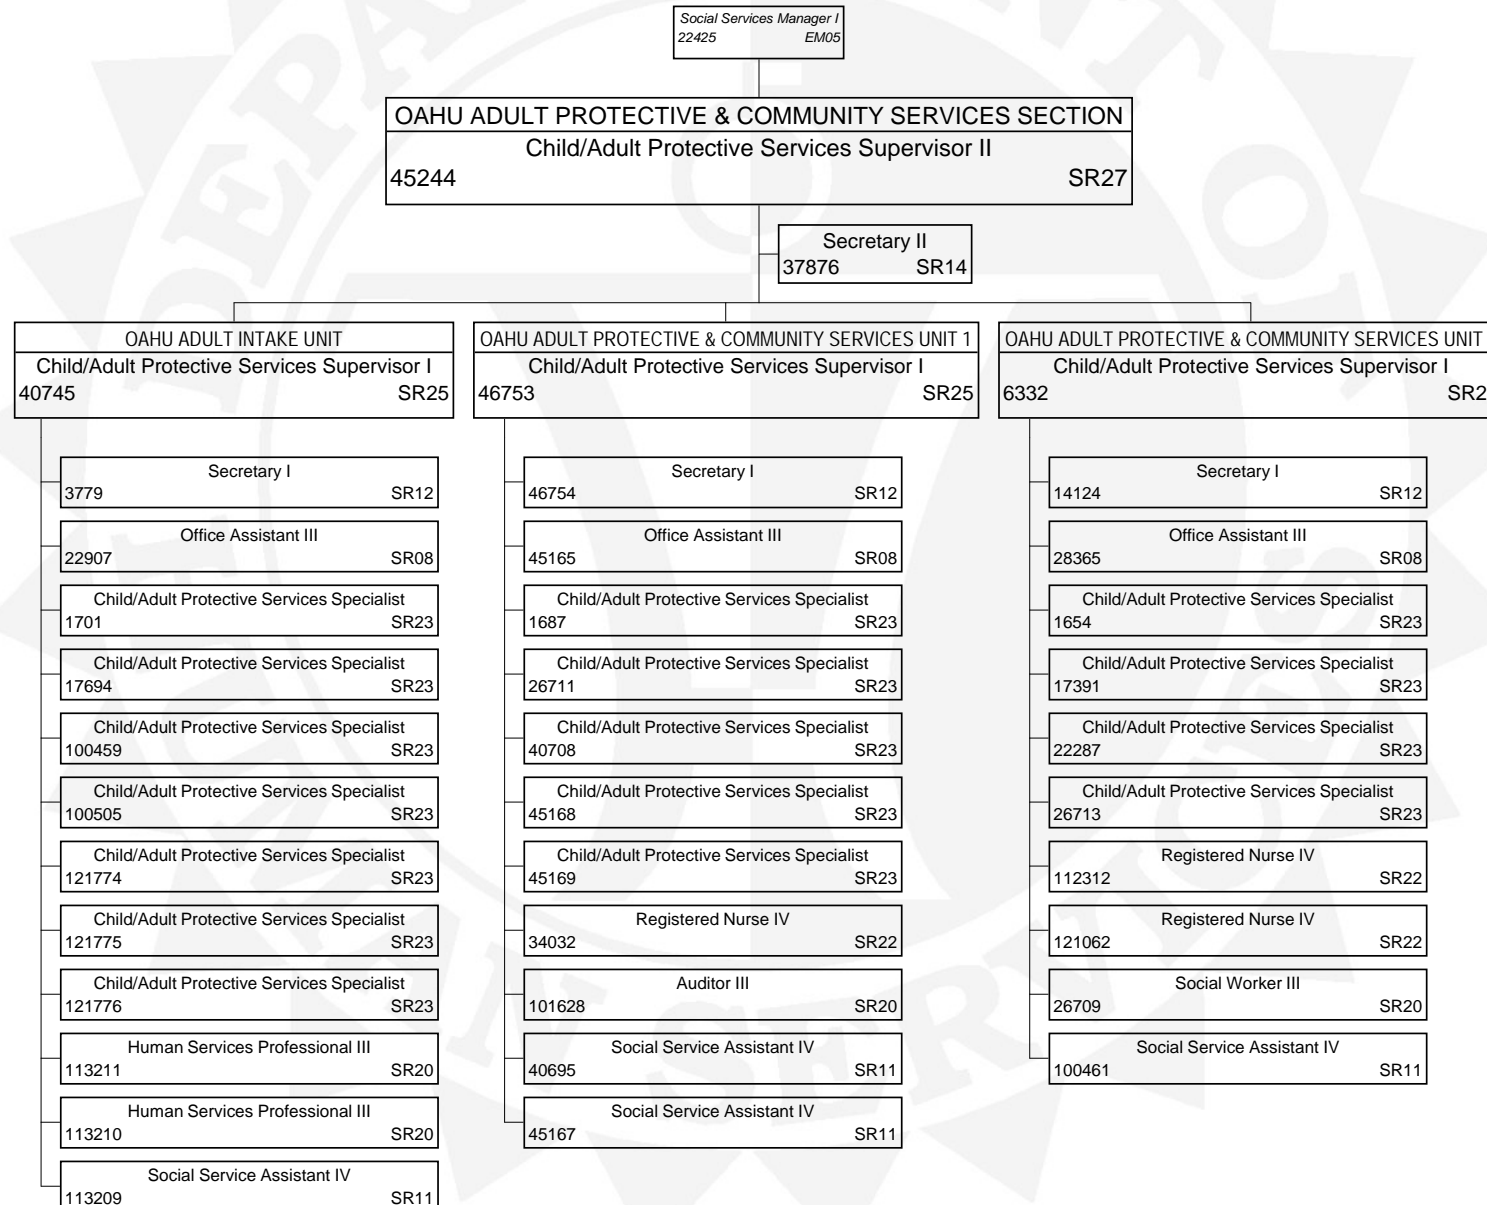 Social Services Manager I
22425 EM05
OAHU ADULT PROTECTIVE & COMMUNITY SERVICES SECTION
Child/Adult Protective Services Supervisor II
45244 SR27
Secretary II
37876 SR14
OAHU ADULT INTAKE UNIT
Child/Adult Protective Services Supervisor I
40745 SR25
Secretary I
3779 SR12
Office Assistant III
22907 SR08
Child/Adult Protective Services Specialist
1701 SR23
Child/Adult Protective Services Specialist
17694 SR23
Child/Adult Protective Services Specialist
100459 SR23
Child/Adult Protective Services Specialist
100505 SR23
Child/Adult Protective Services Specialist
121774 SR23
Child/Adult Protective Services Specialist
121775 SR23
Child/Adult Protective Services Specialist
121776 SR23
Human Services Professional III
113211 SR20
Human Services Professional III
113210 SR20
Social Service Assistant IV
113209 SR11
OAHU ADULT PROTECTIVE & COMMUNITY SERVICES UNIT 1
Child/Adult Protective Services Supervisor I
46753 SR25
Secretary I
46754 SR12
Office Assistant III
45165 SR08
Child/Adult Protective Services Specialist
1687 SR23
Child/Adult Protective Services Specialist
26711 SR23
Child/Adult Protective Services Specialist
40708 SR23
Child/Adult Protective Services Specialist
45168 SR23
Child/Adult Protective Services Specialist
45169 SR23
Registered Nurse IV
34032 SR22
Auditor III
101628 SR20
Social Service Assistant IV
40695 SR11
Social Service Assistant IV
45167 SR11
OAHU ADULT PROTECTIVE & COMMUNITY SERVICES UNIT
Child/Adult Protective Services Supervisor I
6332 SR2
Secretary I
14124 SR12
Office Assistant III
28365 SR08
Child/Adult Protective Services Specialist
1654 SR23
Child/Adult Protective Services Specialist
17391 SR23
Child/Adult Protective Services Specialist
22287 SR23
Child/Adult Protective Services Specialist
26713 SR23
Registered Nurse IV
112312 SR22
Registered Nurse IV
121062 SR22
Social Worker III
26709 SR20
Social Service Assistant IV
100461 SR11